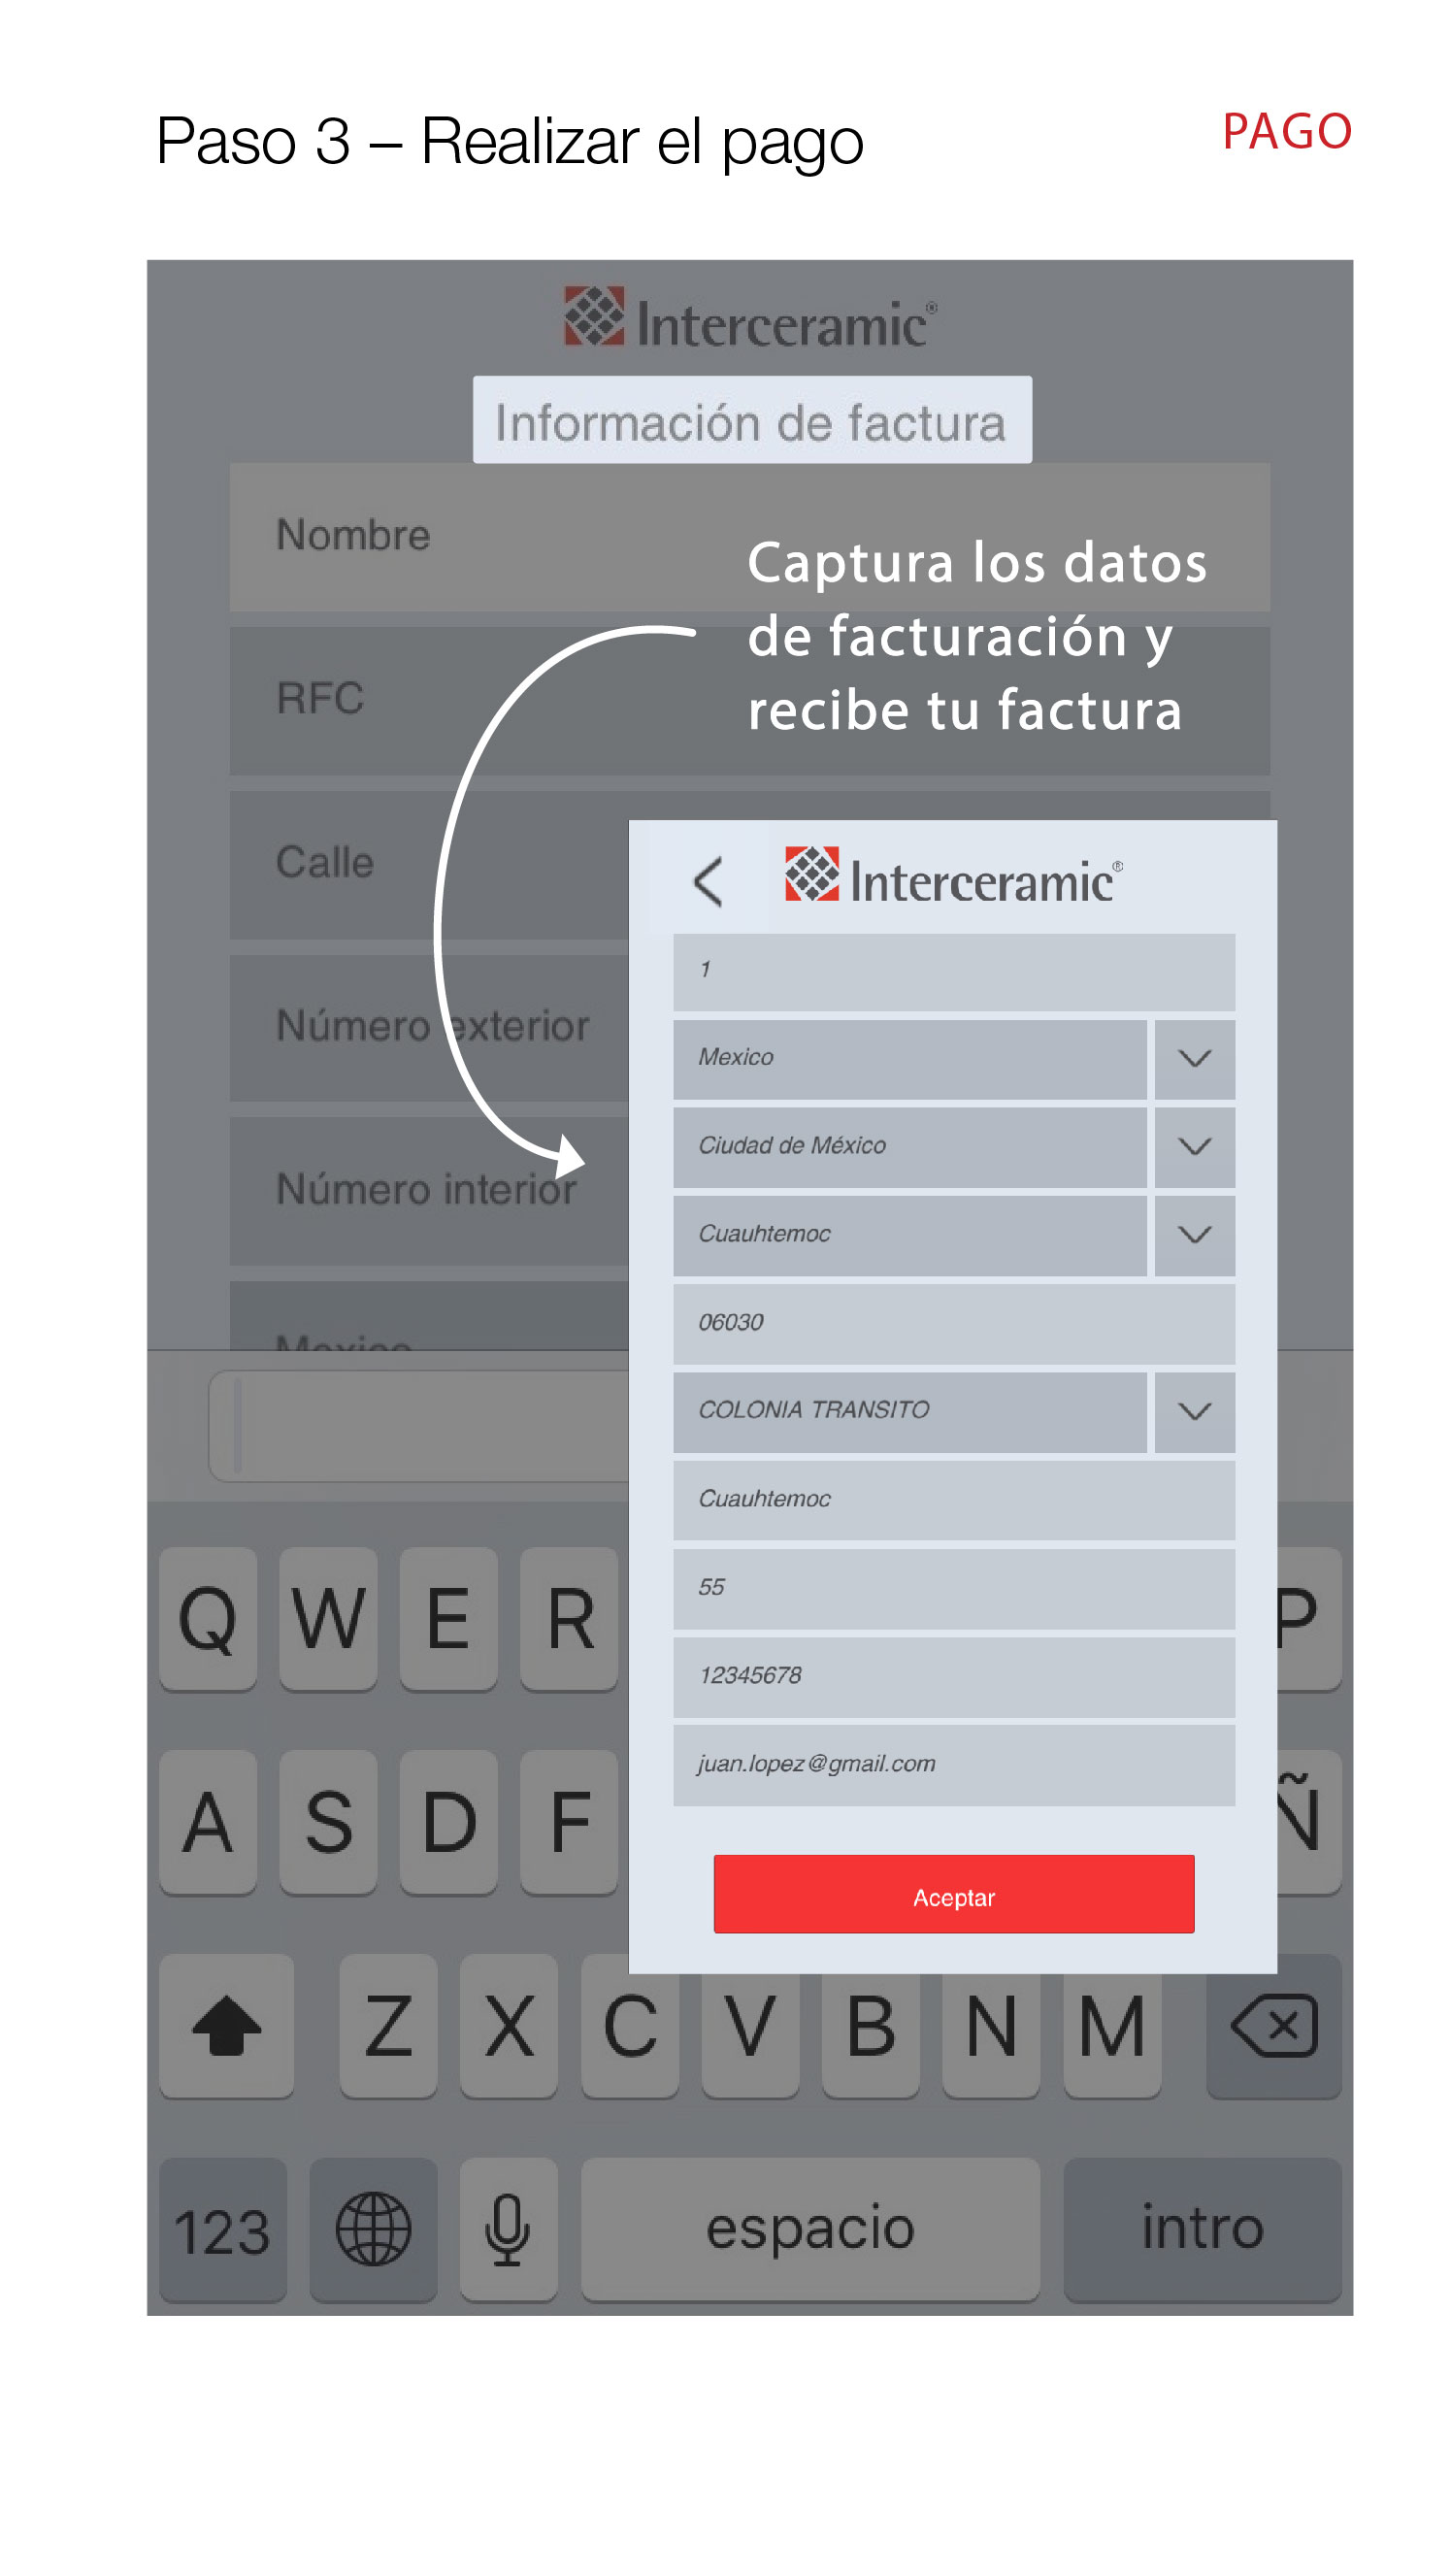 Paso 3 – Realizar el pago
PAGO
Interceramic®
Información de factura
Nombre
Captura los datos
de facturación y
recibe tu factura
RFC
Calle
Número exterior
Número interior
Mexico
Interceramic®
1
Mexico
Ciudad de México
Cuauhtemoc
06030
COLONIA TRANSITO
Cuauhtemoc
55
12345678
juan.lopez@gmail.com
Aceptar
Q W E R P
A S D F Ñ
Z X C V B N M
123 espacio intro